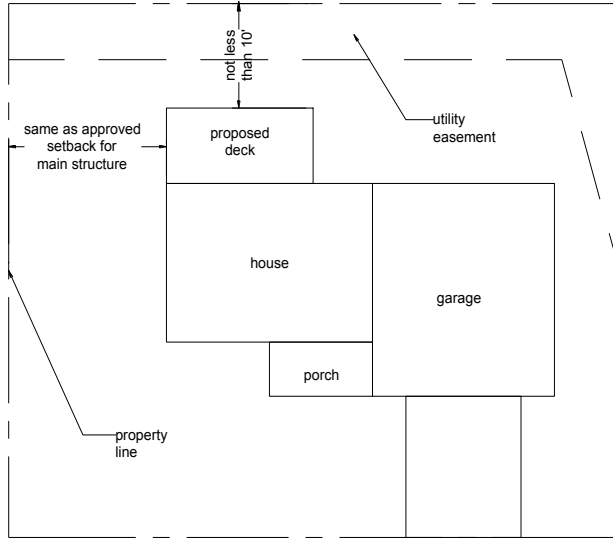 not less
than 10'
utility
easement
same as approved
setback for
main structure
proposed
deck
house
garage
porch
property
line